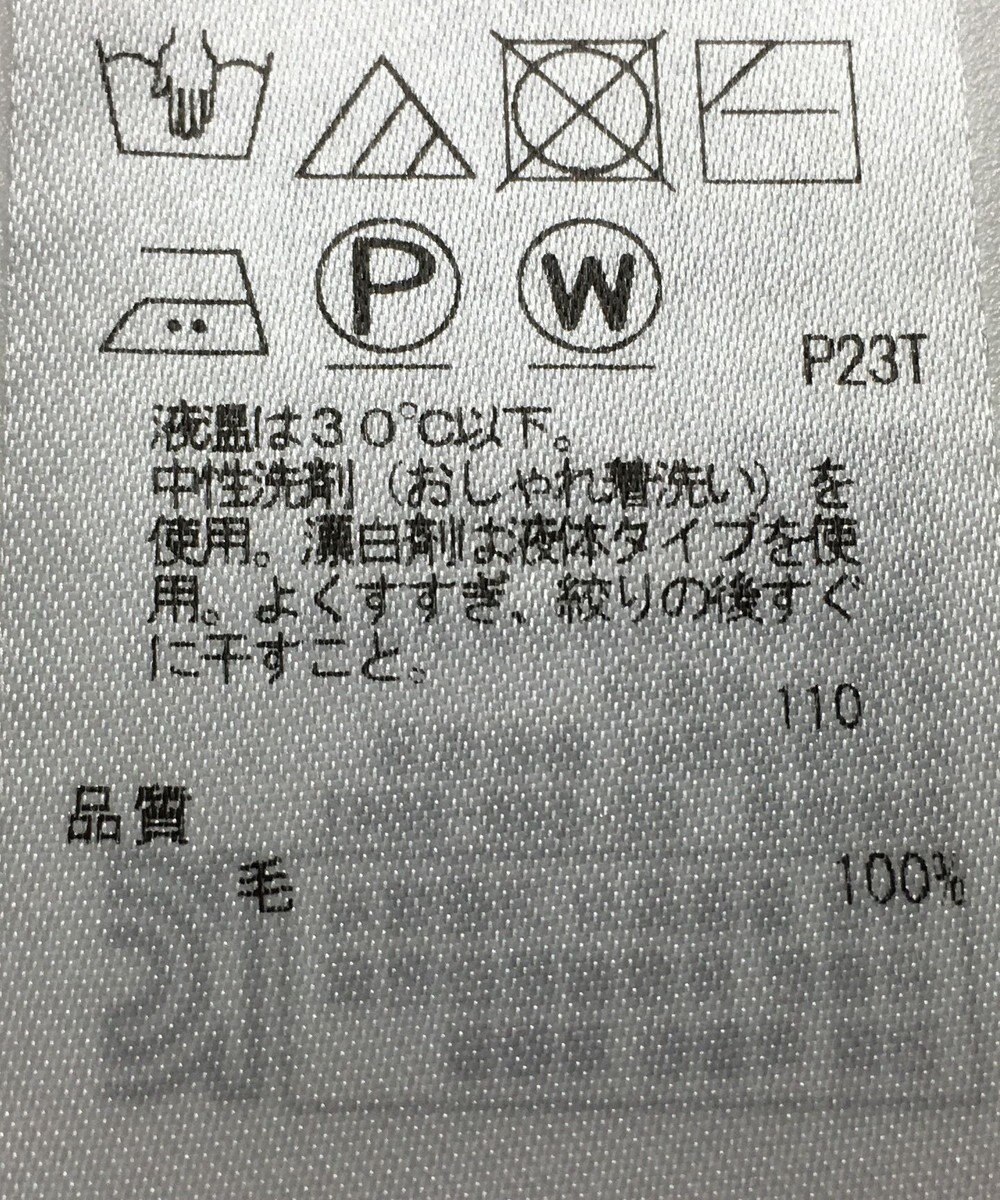 P W
P23T
液温は30℃以下。
中性洗剤（おしゃれ着洗い）を
使用。漂白剤は液体タイプを使
用。よくすすぎ、絞りの後すぐ
に干すこと。
110
品質
毛 100%